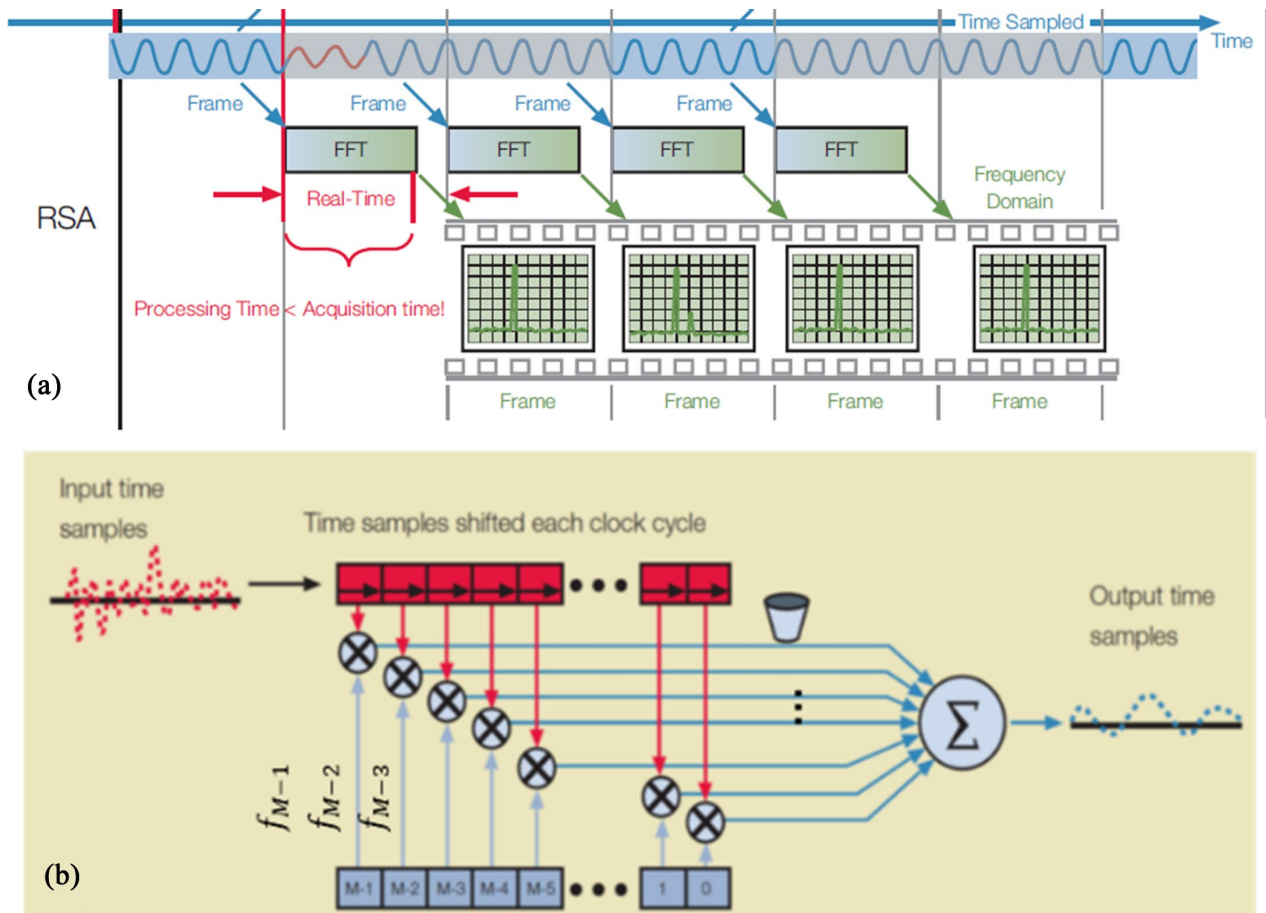 Time Sampled
Time
Frame
Frame
Frame
Frame
FFT
FFT
FFT
FFT
Real-Time
Frequency
Domain
RSA
Processing Time < Acquisition time!
(a)
Frame
Frame
Frame
Frame
Input time
samples
Time samples shifted each clock cycle
Output time
samples
Σ
f_{M-1}
f_{M-2}
f_{M-3}
(b)
M-1 M-2 M-3 M-4 M-5 1 0